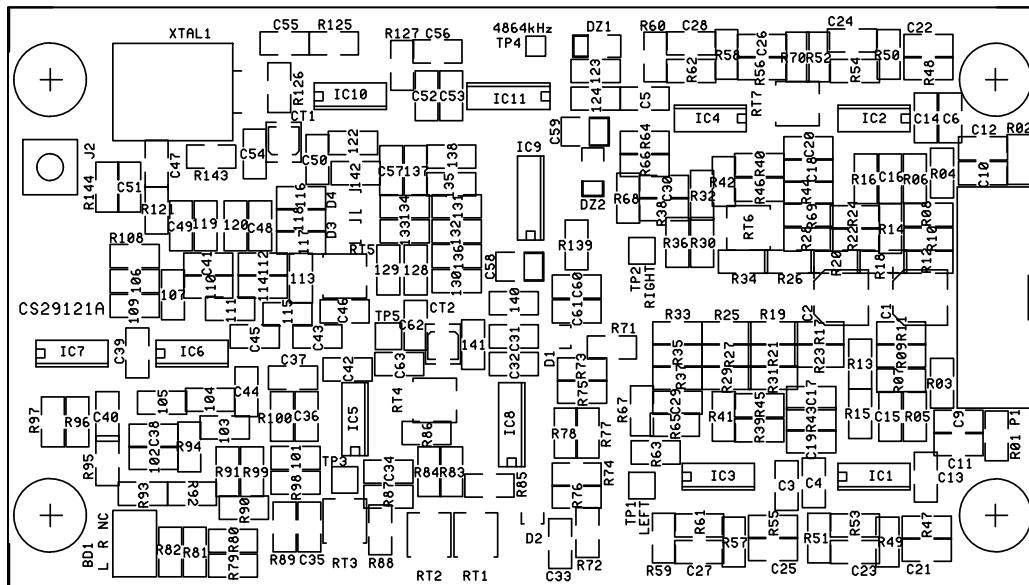 C55 R125
XTAL1
R127 C56
4864kHz
TP4
DZ1
R60 C28
R58 C26
C24
R50 C22
R62
R56
R70 R52
R54
R48
R126
IC10
C52 C53
IC11
123
124 C5
RT7
CT1
C59
IC4
IC2
C14 C6
C12 R02
J2
C47
R143
C54
C50
122
J42
C57 137
138
135
IC9
R64
R66
R42
R40
R46
C20
C18
R16 C16 R06
R04
C10
R144 C51
R121
116
118
117
D4
D3
JL
134
133
131
132
130
DZ2
R68
C30
R38
R32
R44
R69
R28
R24
R22
R14
R08
R10
C49 119 120 C48
R139
R36 R30
RT6
R108
106
109
107
C41
112
114
113
RT5
129 128
C58
TP2
RIGHT
R34 R26
R20
R18
R12
111
115
C46
140
C60
C61
C2
C1
CS29121A
C45
C43
TP5
C62
CT2
141
C31
C32
D1
R71
R33 R25 R19 R17
R11
IC7
C39
IC6
C63
R35
R37
R27
R29
R21
R31
R23
R13
R09
R07
R03
C37
C42
RT4
R73
R75
C44
104
105
R97 R96
C40
103
R100 C36
IC5
IC8
R67
C29
R65
R41
R45
R39
C17
R43
C19
R15
C15 R05
C9
P1
R01
R86
R78 R77
C38
102
R94
R95
R91 R99
101
R98
TP3
C34
R87
R84 R83
R85
R74
R76
R63
C11
R93
R92
R90
TP1
LEFT
IC3
C3
C4
IC1
C13
NC
R
L
BD1
R82 R81
R80
R79
R89 C35
RT3
R88
RT2 RT1
D2
C33
R72
R59
R61
C27
R57
R55
C25
R51
R53
C23
R49
R47
C21